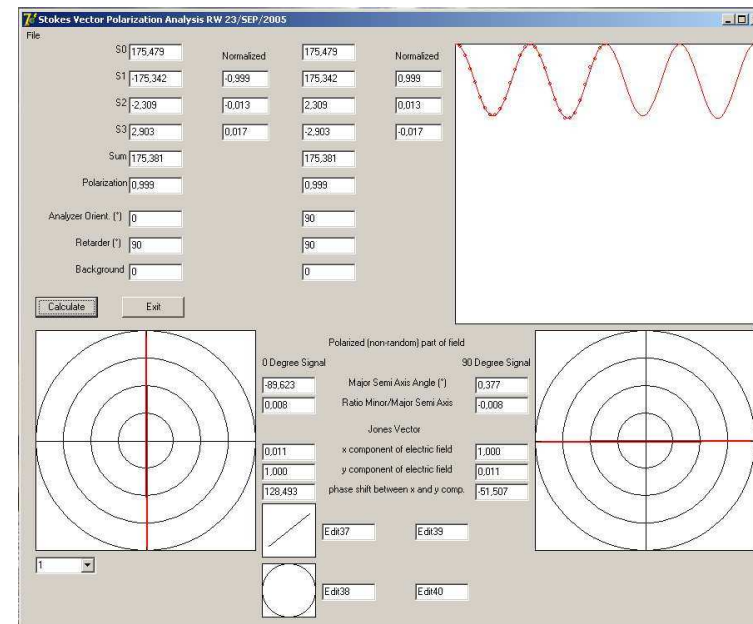 Stokes Vector Polarization Analysis RW 23/SEP/2005
File
S0 175,479 Normalized 175,479 Normalized
S1 -175,342 -0,999 175,342 0,999
S2 -2,309 -0,013 2,309 0,013
S3 2,903 0,017 -2,903 -0,017
Sum 175,381 175,381
Polarization 0,999 0,999
Analyzer Orient. (°) 0 90
Retarder (°) 90 90
Background 0 0
Calculate Exit
Polarized (non-random) part of field
0 Degree Signal 90 Degree Signal
-89,623 Major Semi Axis Angle (°) 0,377
0,008 Ratio Minor/Major Semi Axis -0,008
Jones Vector
0,011 x component of electric field 1,000
1,000 y component of electric field 0,011
128,493 phase shift between x and y comp. -51,507
Edit37 Edit39
1
Edit38 Edit40